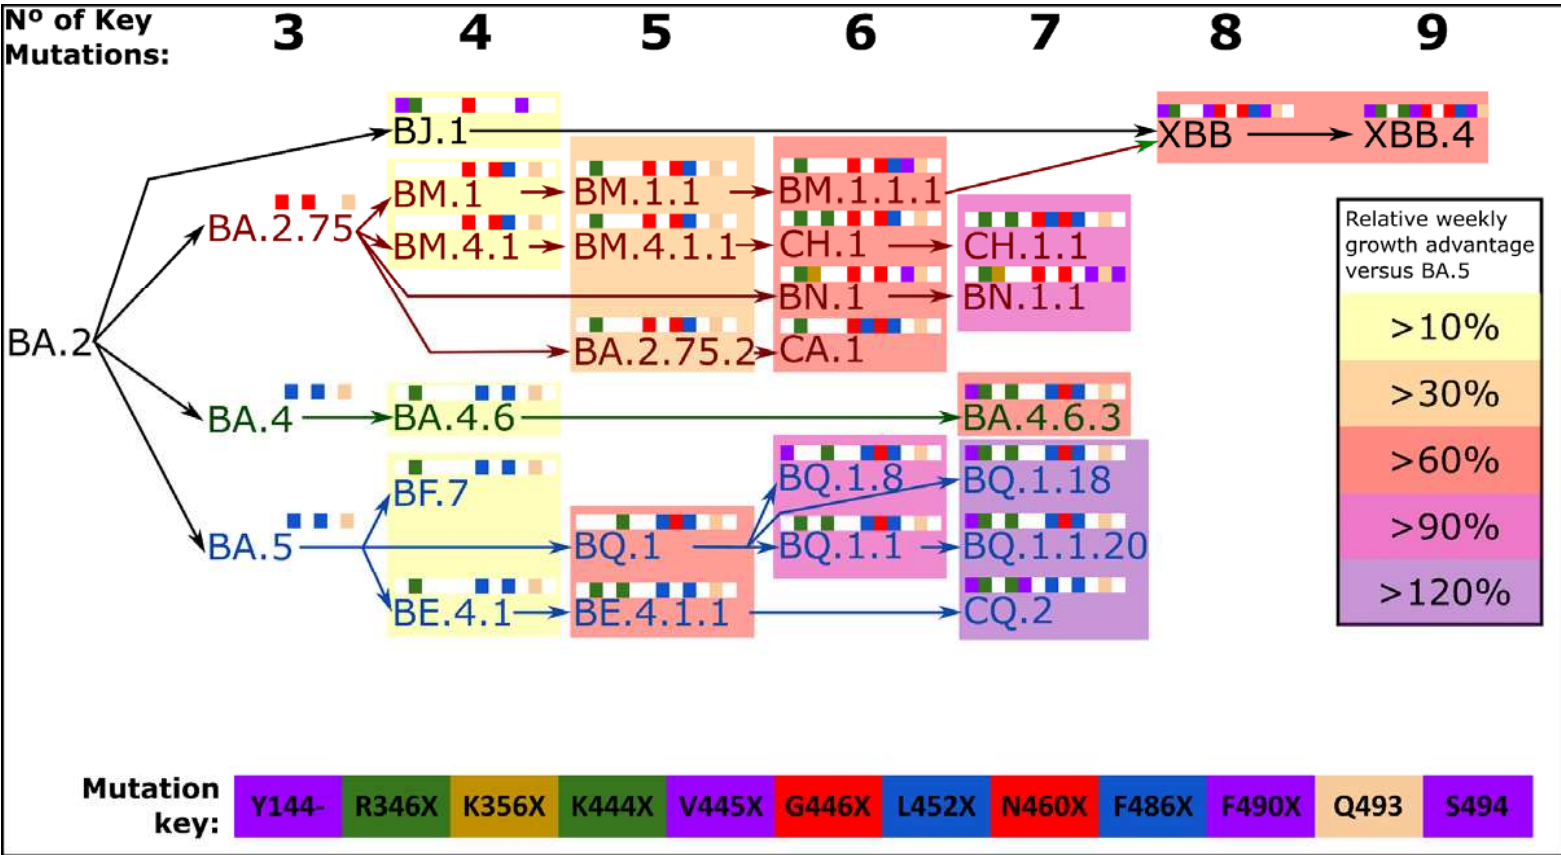 Nº of Key
Mutations:
3 4 5 6 7 8 9
BJ.1
XBB
XBB.4
BM.1
BM.1.1
BM.1.1.1
BA.2.75
BM.4.1
BM.4.1.1
CH.1
CH.1.1
BN.1
BN.1.1
BA.2
BA.2.75.2
CA.1
BA.4
BA.4.6
BA.4.6.3
BF.7
BQ.1.8
BQ.1.18
BA.5
BQ.1
BQ.1.1
BQ.1.1.20
BE.4.1
BE.4.1.1
CQ.2
Relative weekly
growth advantage
versus BA.5
>10%
>30%
>60%
>90%
>120%
Mutation
key:
Y144- R346X K356X K444X V445X G446X L452X N460X F486X F490X Q493 S494